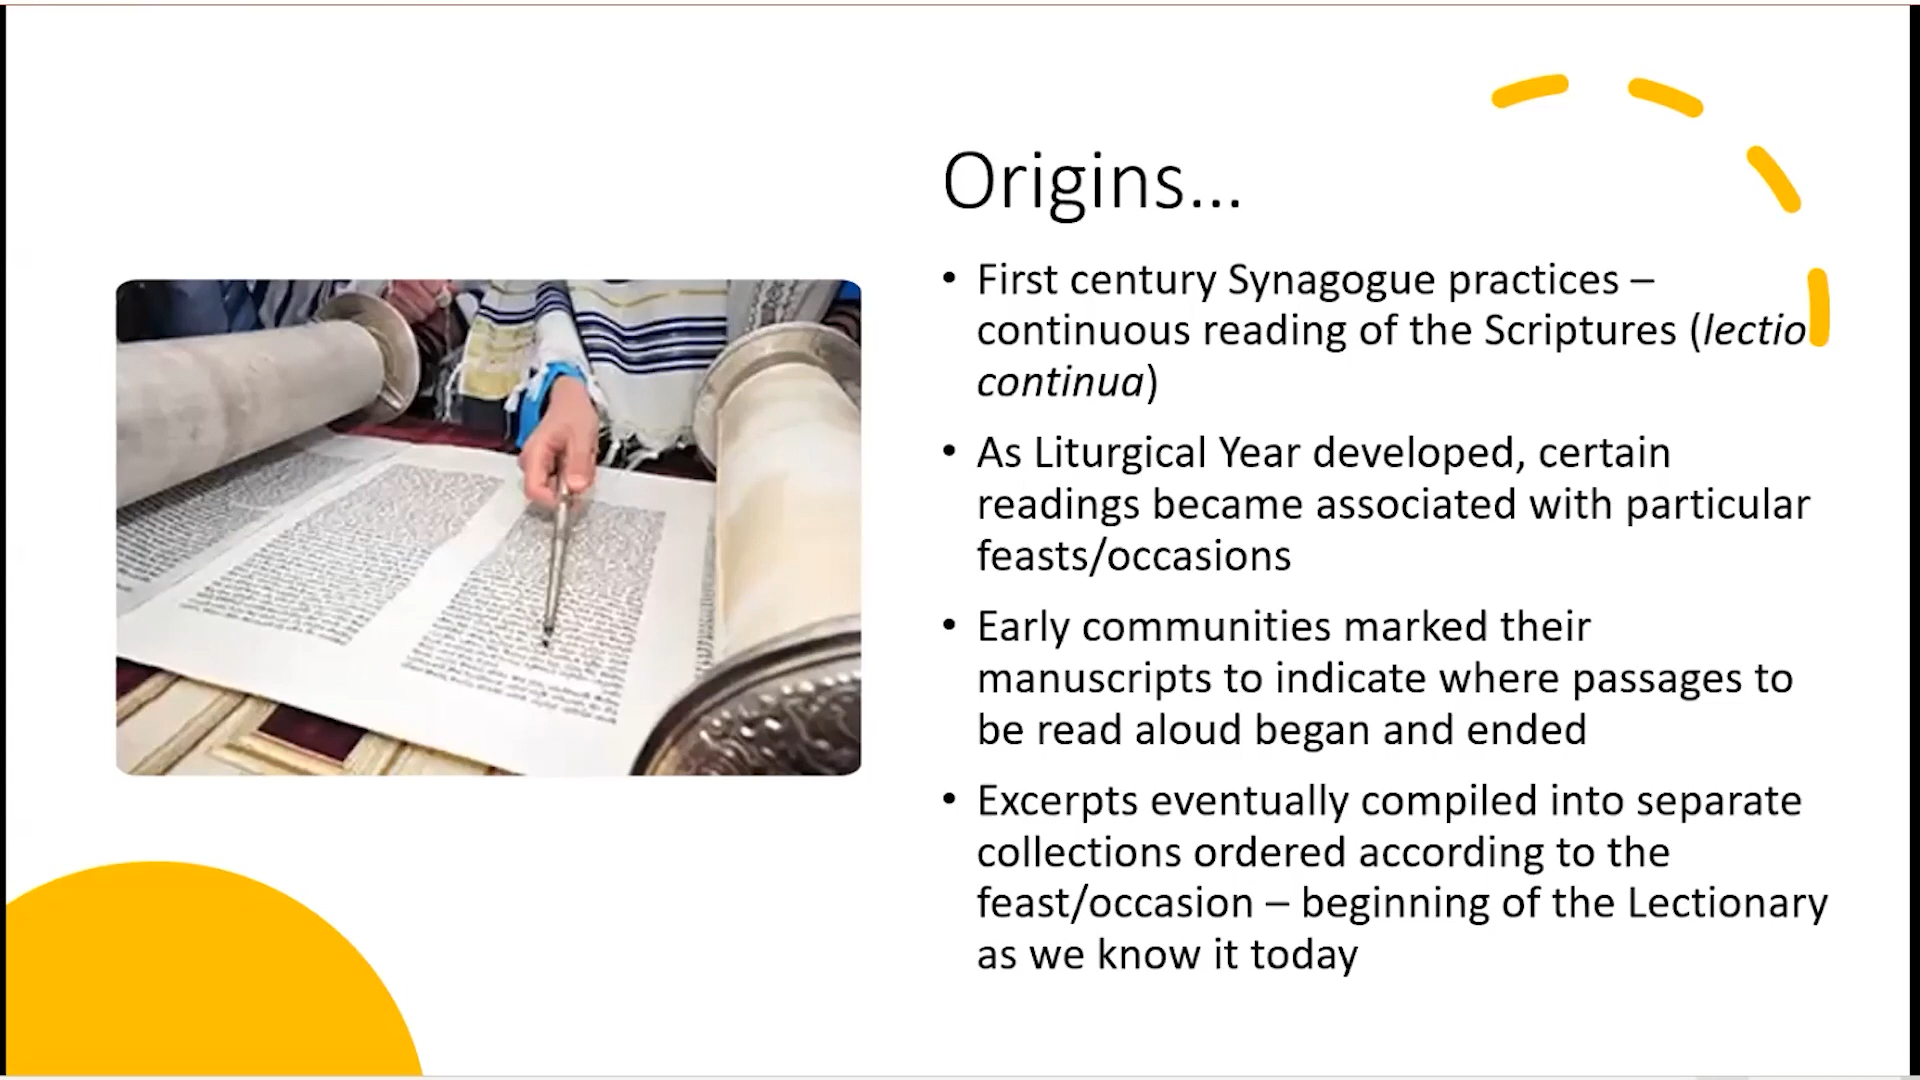 Origins...
• First century Synagogue practices –
continuous reading of the Scriptures (lectio
continua)
• As Liturgical Year developed, certain
readings became associated with particular
feasts/occasions
• Early communities marked their
manuscripts to indicate where passages to
be read aloud began and ended
• Excerpts eventually compiled into separate
collections ordered according to the
feast/occasion – beginning of the Lectionary
as we know it today